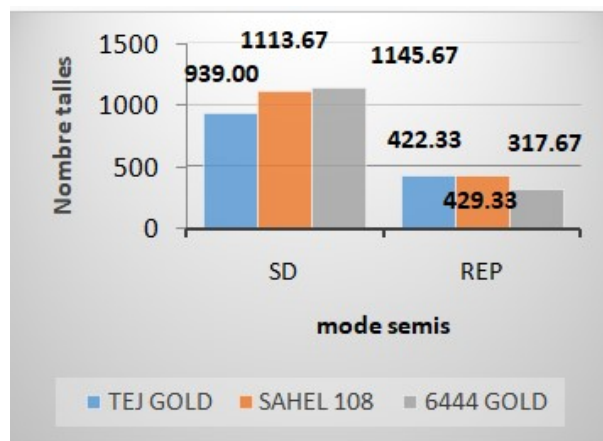 Nombre talles
1500
1000
500
0
939.00
1113.67
1145.67
422.33
429.33
317.67
SD
REP
mode semis
TEJ GOLD
SAHEL 108
6444 GOLD